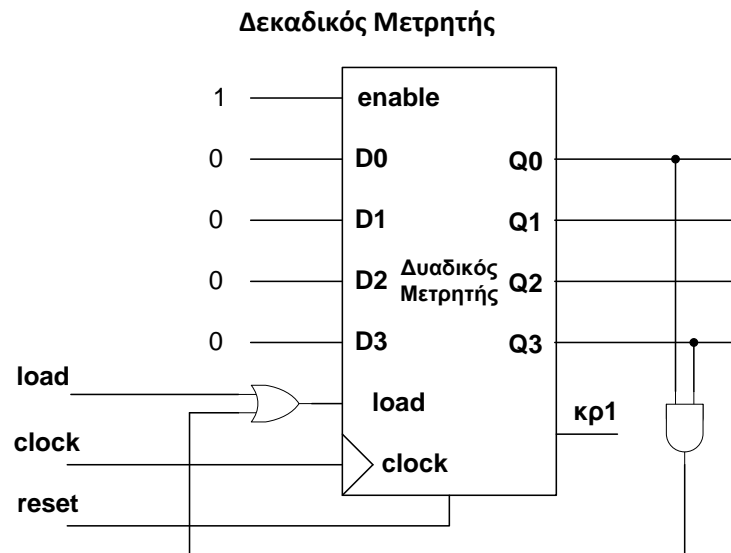 Δεκαδικός Μετρητής
1
enable
0
D0
Q0
0
D1
Q1
0
D2
Δυαδικός
Μετρητής
Q2
0
D3
Q3
load
load
κρ1
clock
clock
reset